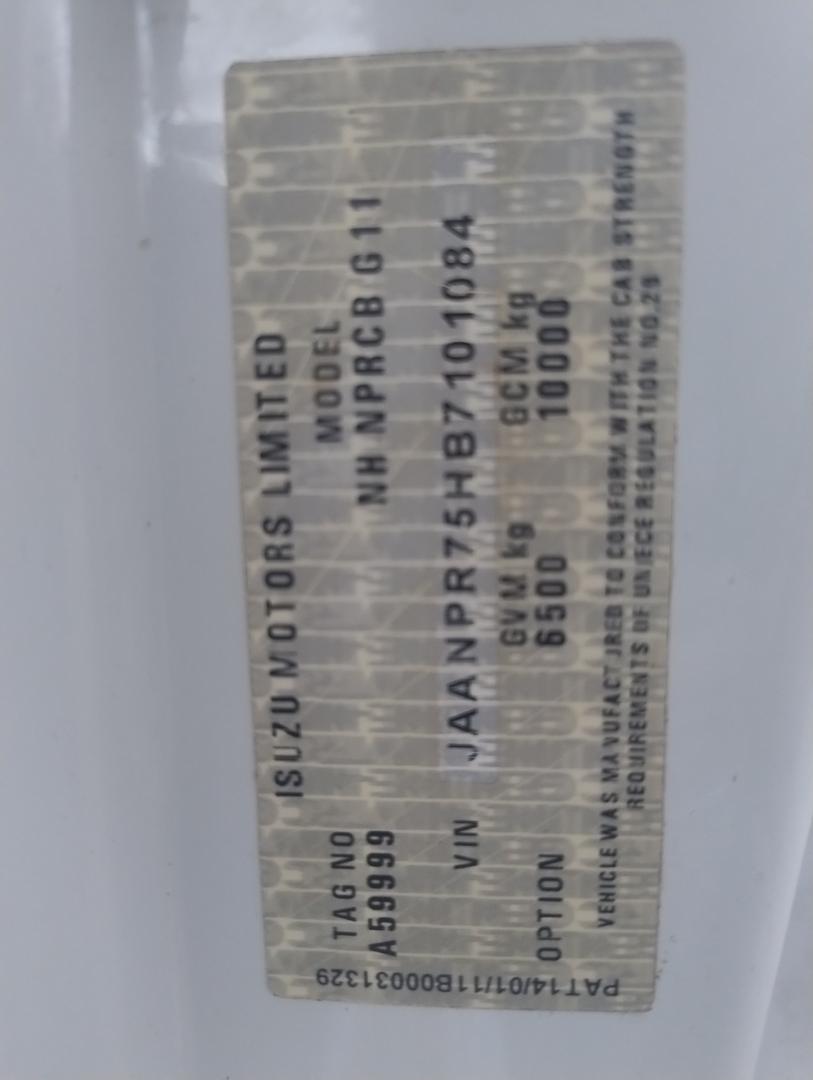 ISUZU MOTORS LIMITED
TAG NO MODEL
A59999 NH NPRCB G11
VIN JAANPR75HB7101084
GVM kg GCM kg
OPTION 6500 10000
VEHICLE WAS MANUFACTURED TO CONFORM WITH THE CAB STRENGTH
REQUIREMENTS OF UN/ECE REGULATION NO.29
PAT14/01/11B00031329